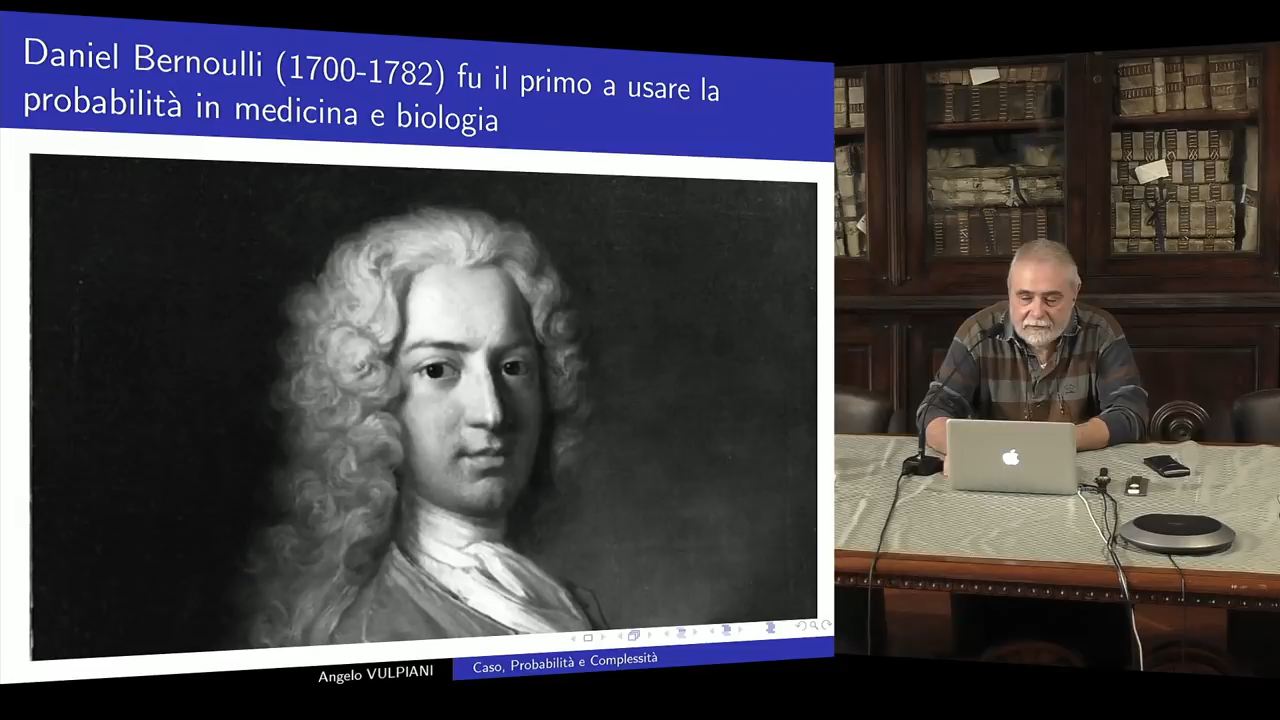 Daniel Bernoulli (1700-1782) fu il primo a usare la
probabilità in medicina e biologia
Angelo VULPIANI
Caso, Probabilità e Complessità